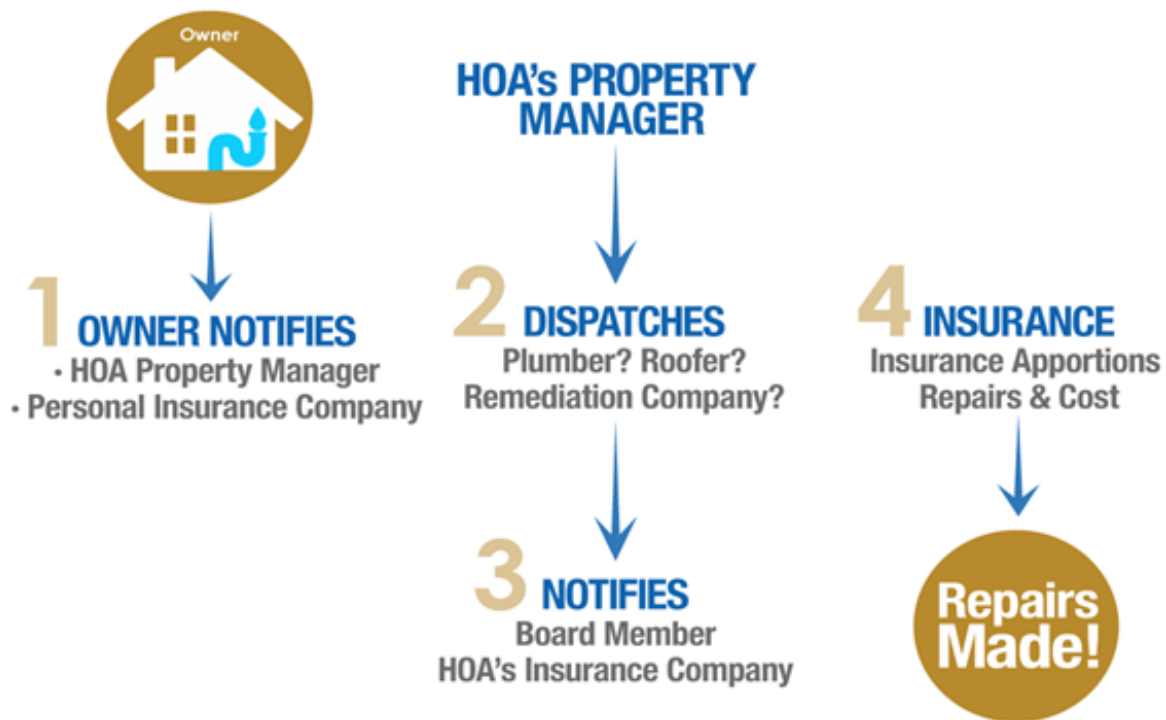 Owner
1 OWNER NOTIFIES
• HOA Property Manager
• Personal Insurance Company
HOA's PROPERTY
MANAGER
2 DISPATCHES
Plumber? Roofer?
Remediation Company?
3 NOTIFIES
Board Member
HOA's Insurance Company
4 INSURANCE
Insurance Apportions
Repairs & Cost
Repairs
Made!